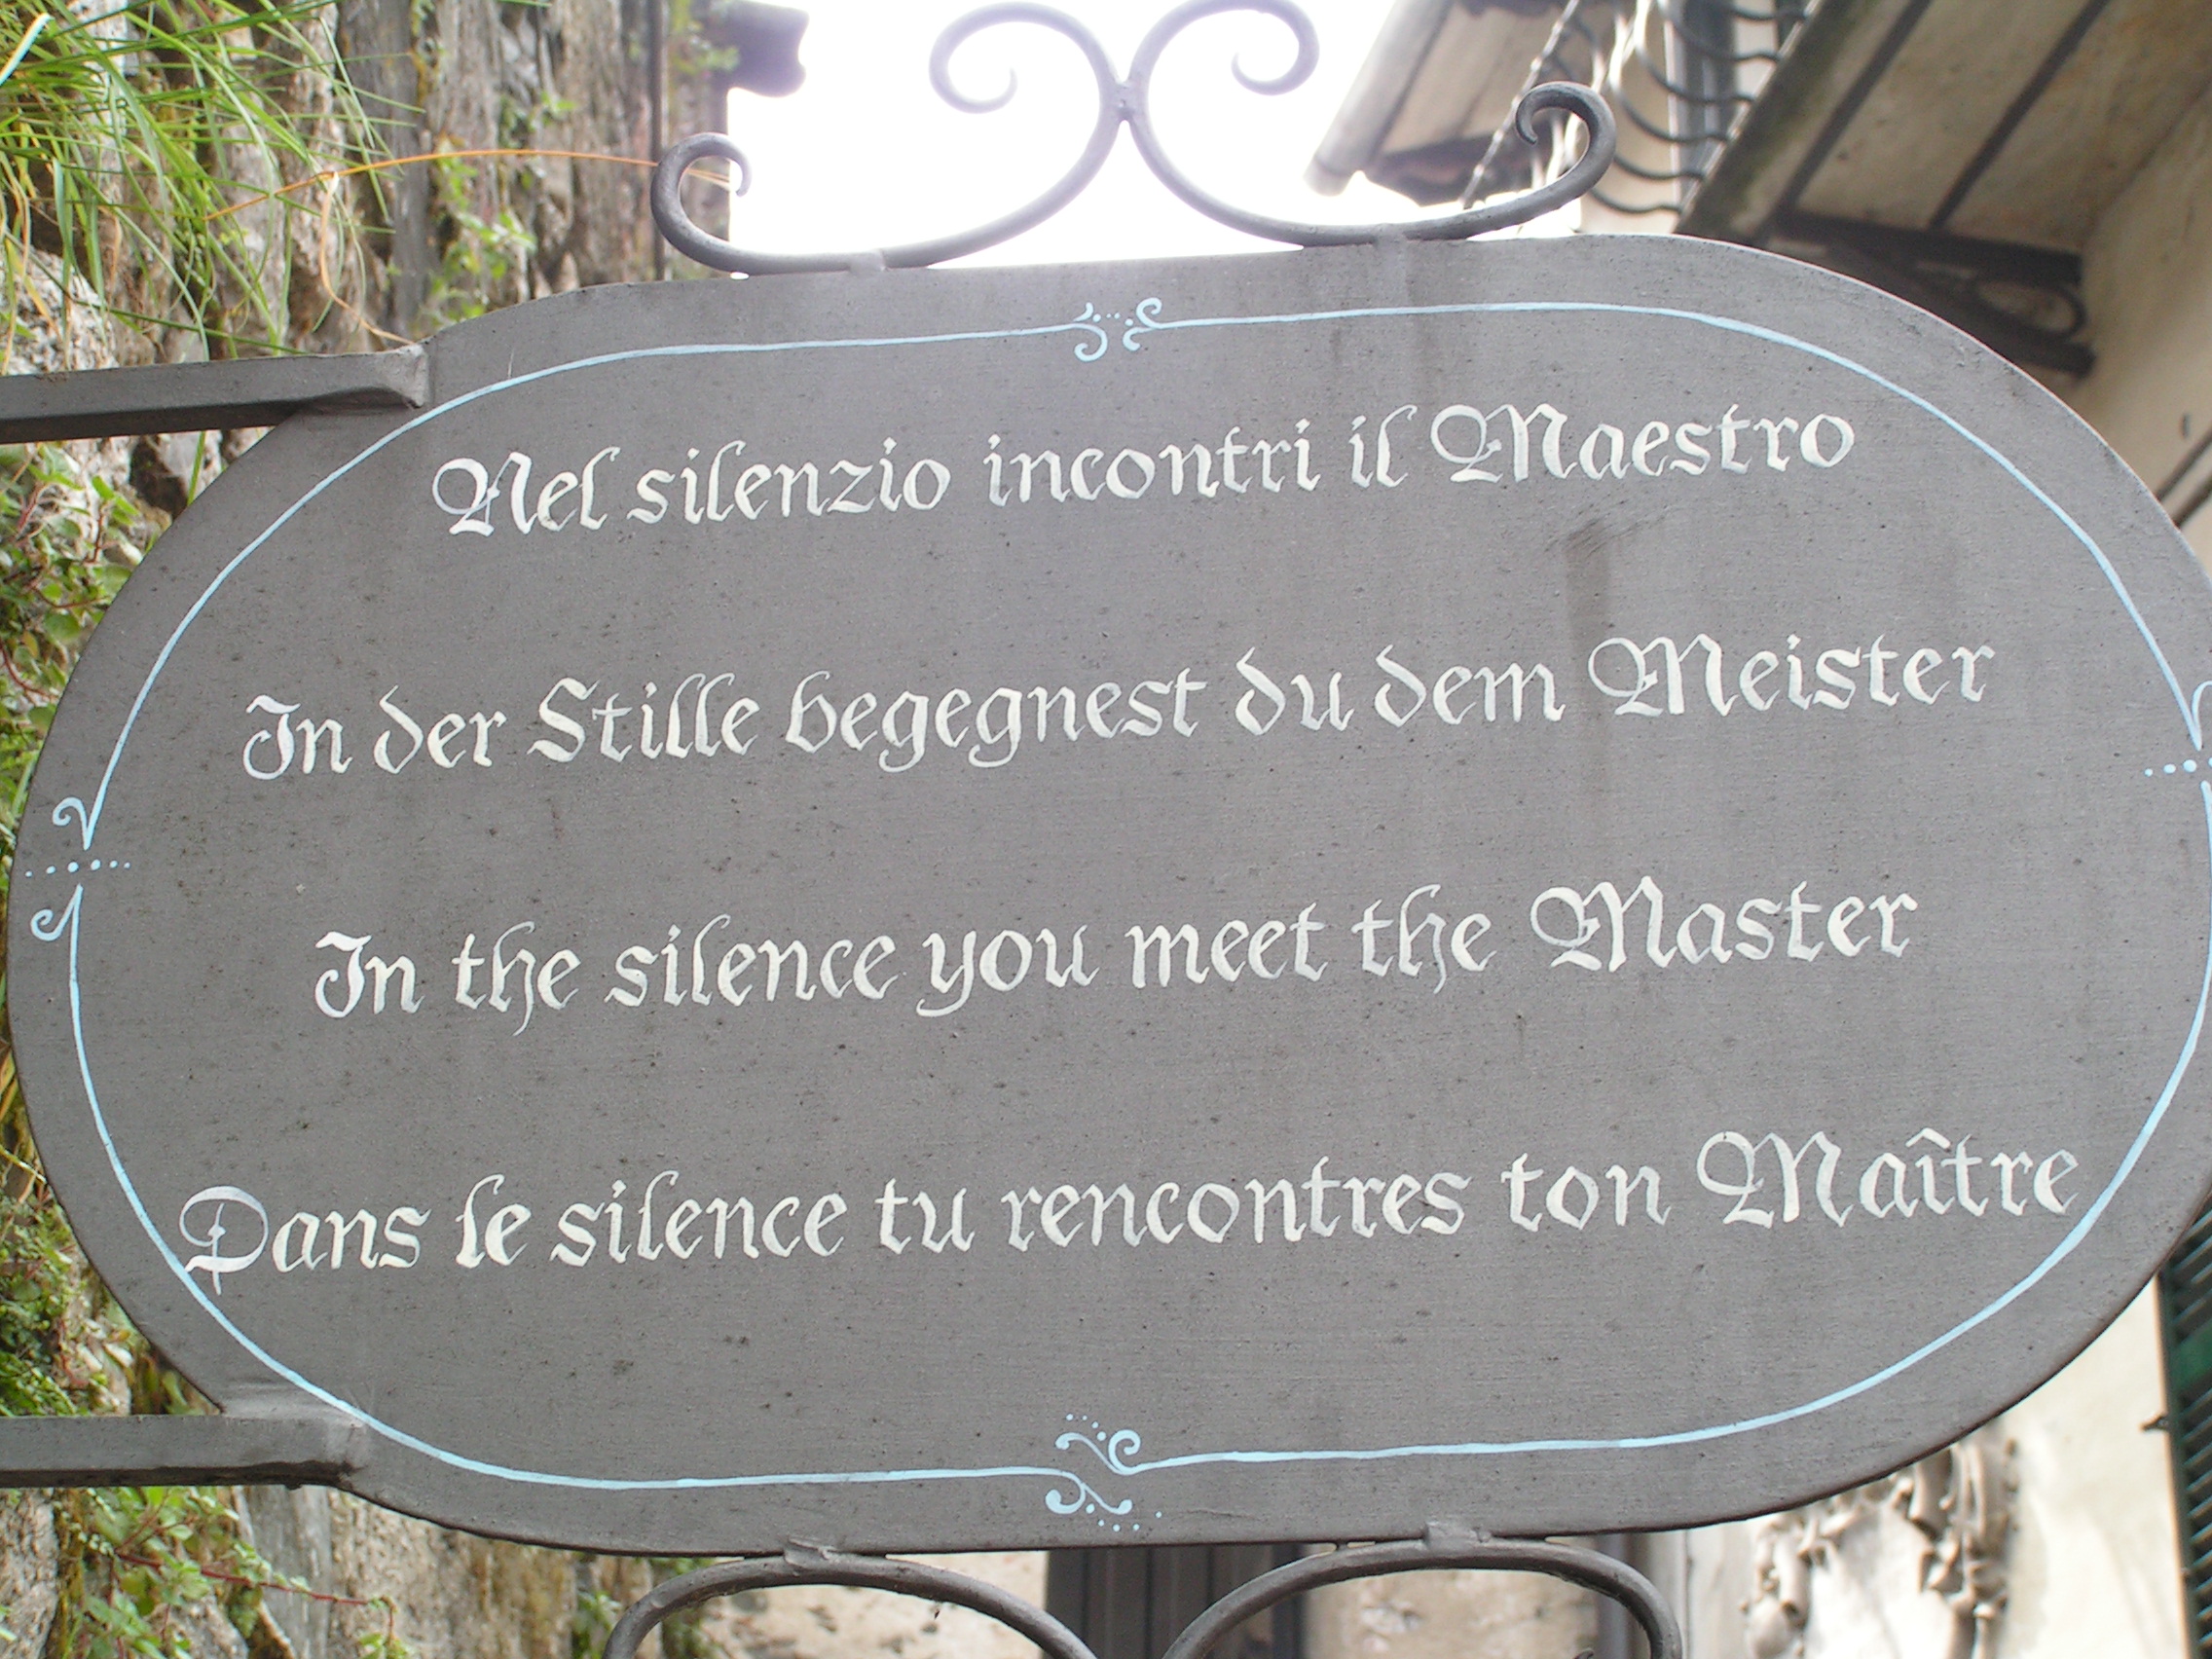 Nel silenzio incontri il Maestro
In der Stille begegnest du dem Meister
In the silence you meet the Master
Dans le silence tu rencontres ton Maître